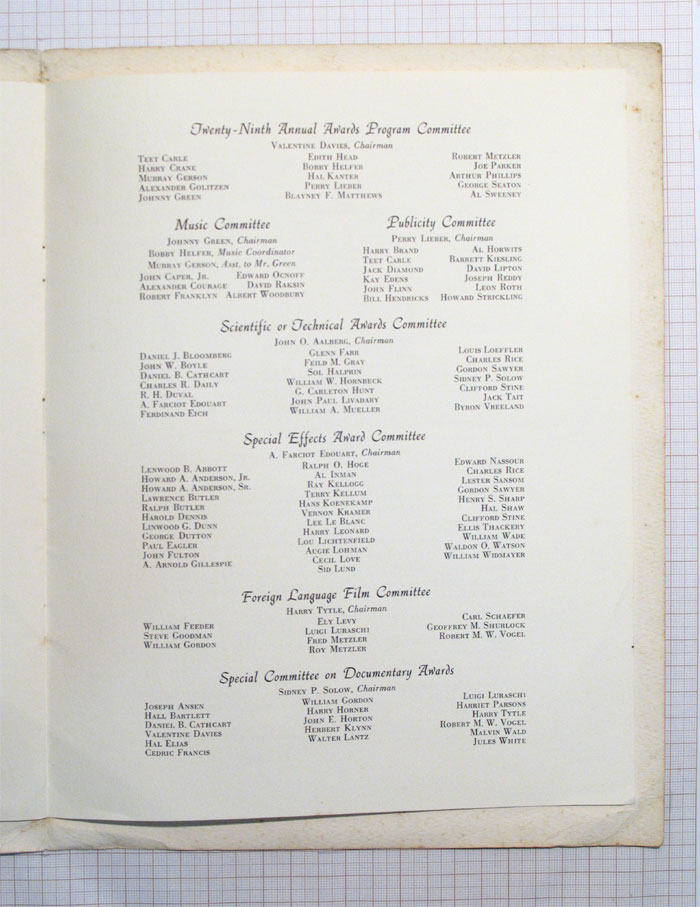 Twenty-Ninth Annual Awards Program Committee
Valentine Davies, Chairman
Teet Carle
Harry Crane
Murray Gerson
Alexander Golitzen
Johnny Green
Edith Head
Bobby Helfer
Hal Kanter
Perry Lieber
Blayney F. Matthews
Robert Metzler
Joe Parker
Arthur Phillips
George Seaton
Al Sweeney
Music Committee
Johnny Green, Chairman
Bobby Helfer, Music Coordinator
Murray Gerson, Asst. to Mr. Green
John Caper, Jr. Edward Ocnoff
Alexander Courage David Raksin
Robert Franklyn Albert Woodbury
Publicity Committee
Perry Lieber, Chairman
Harry Brand Al Horwits
Teet Carle Barrett Kiesling
Jack Diamond David Lipton
Kay Edens Joseph Reddy
John Flinn Leon Roth
Bill Hendricks Howard Strickling
Scientific or Technical Awards Committee
John O. Aalberg, Chairman
Daniel J. Bloomberg
John W. Boyle
Daniel B. Cathcart
Charles R. Daily
R. H. Duval
A. Farciot Edouart
Ferdinand Eich
Glenn Farr
Feild M. Gray
Sol Halprin
William W. Hornbeck
G. Carleton Hunt
John Paul Livadary
William A. Mueller
Louis Loeffler
Charles Rice
Gordon Sawyer
Sidney P. Solow
Clifford Stine
Jack Tait
Byron Vreeland
Special Effects Award Committee
A. Farciot Edouart, Chairman
Lenwood B. Abbott
Howard A. Anderson, Jr.
Howard A. Anderson, Sr.
Lawrence Butler
Ralph Butler
Harold Dennis
Linwood G. Dunn
George Dutton
Paul Eagler
John Fulton
A. Arnold Gillespie
Ralph O. Hoge
Al Inman
Ray Kellogg
Terry Kellum
Hans Koenekamp
Vernon Kramer
Lee Le Blanc
Harry Leonard
Lou Lichtenfield
Augie Lohman
Cecil Love
Sid Lund
Edward Nassour
Charles Rice
Lester Sansom
Gordon Sawyer
Henry S. Sharp
Hal Shaw
Clifford Stine
Ellis Thackery
William Wade
Waldon O. Watson
William Widmayer
Foreign Language Film Committee
Harry Tytle, Chairman
William Feeder
Steve Goodman
William Gordon
Ely Levy
Luigi Luraschi
Fred Metzler
Roy Metzler
Carl Schaefer
Geoffrey M. Shurlock
Robert M. W. Vogel
Special Committee on Documentary Awards
Sidney P. Solow, Chairman
Joseph Ansen
Hall Bartlett
Daniel B. Cathcart
Valentine Davies
Hal Elias
Cedric Francis
William Gordon
Harry Horner
John E. Horton
Herbert Klynn
Walter Lantz
Luigi Luraschi
Harriet Parsons
Harry Tytle
Robert M. W. Vogel
Malvin Wald
Jules White